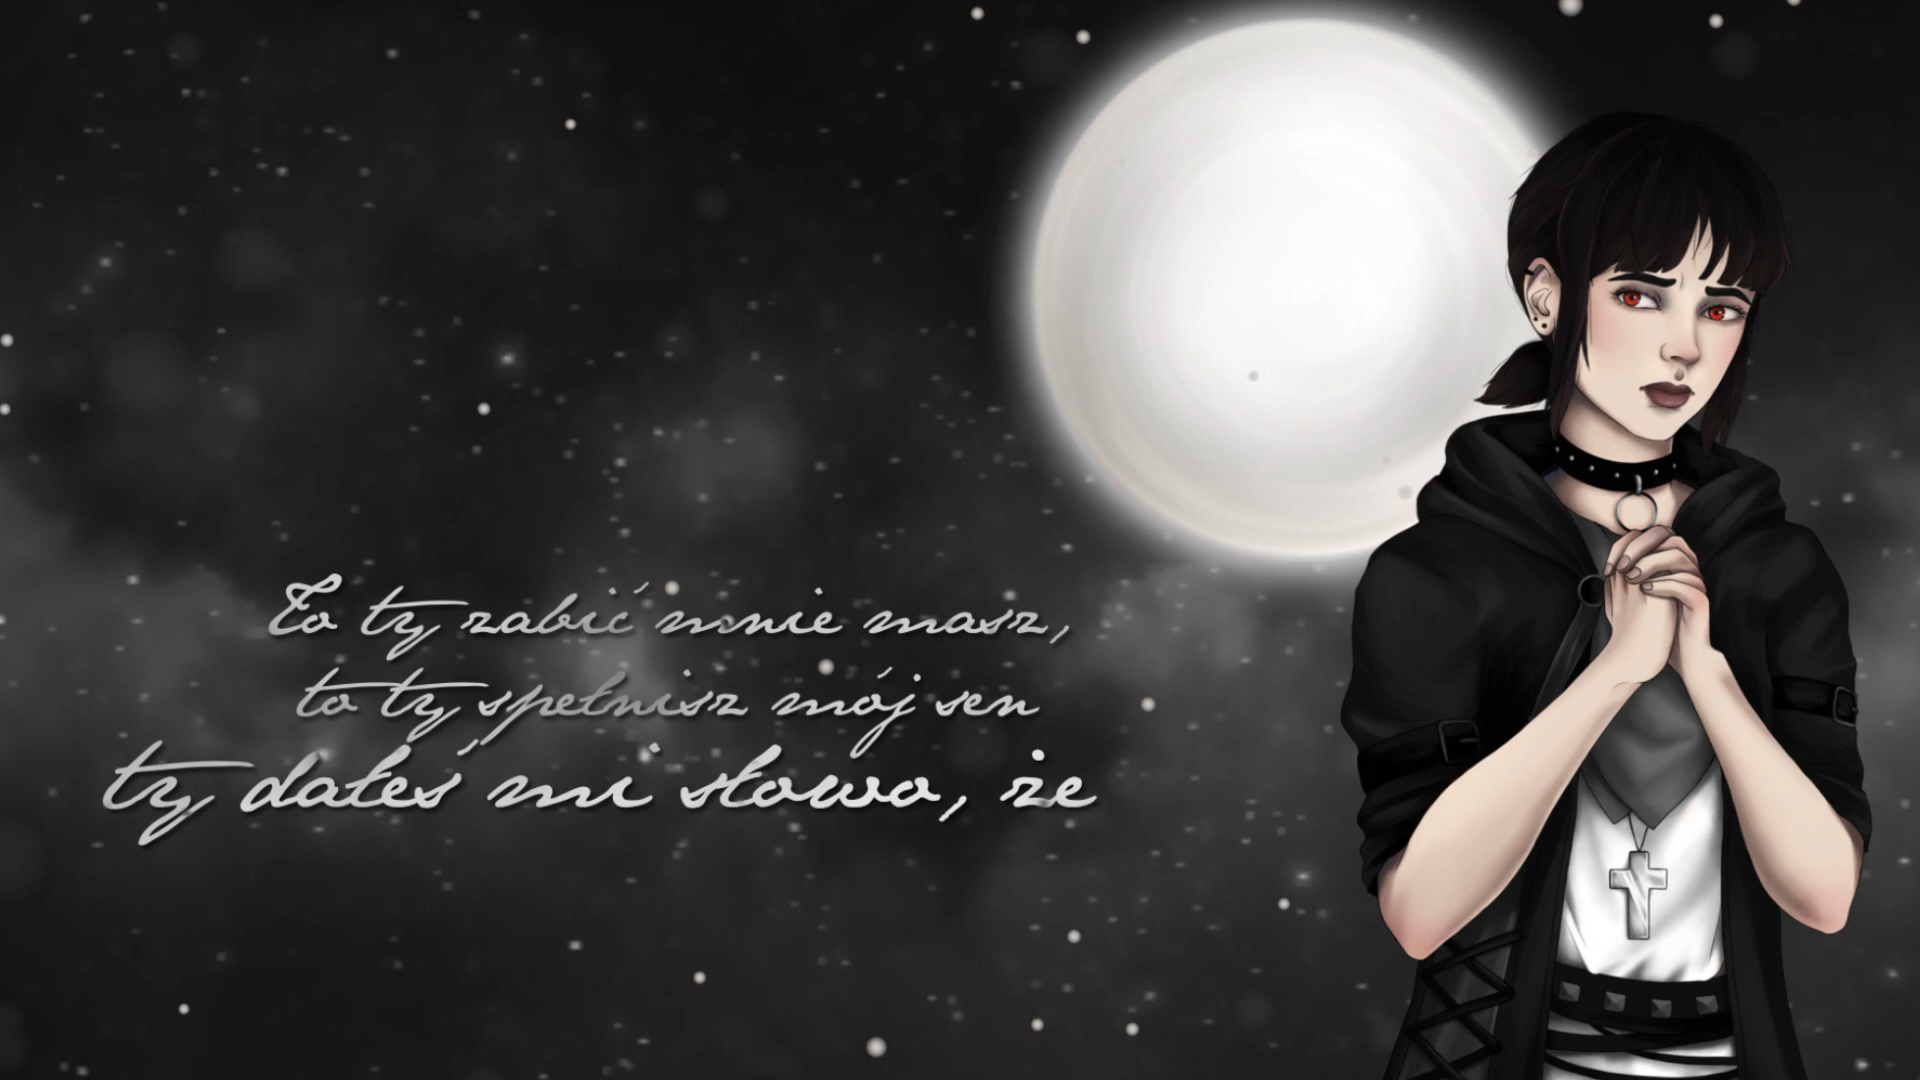 To ty zabić mnie masz,
to ty spełnisz mój sen
ty dałeś mi słowo, że